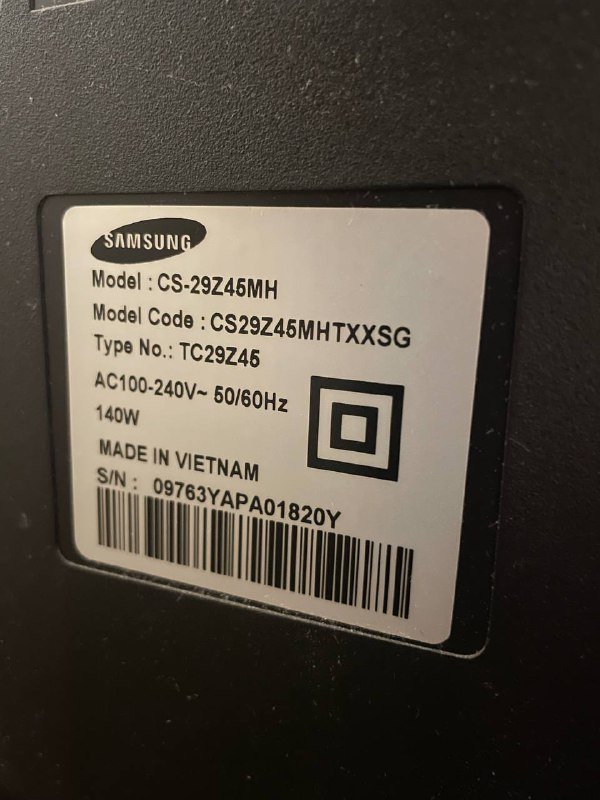 SAMSUNG
Model : CS-29Z45MH
Model Code : CS29Z45MHTXXSG
Type No.: TC29Z45
AC100-240V~ 50/60Hz
140W
MADE IN VIETNAM
S/N : 09763YAPA01820Y